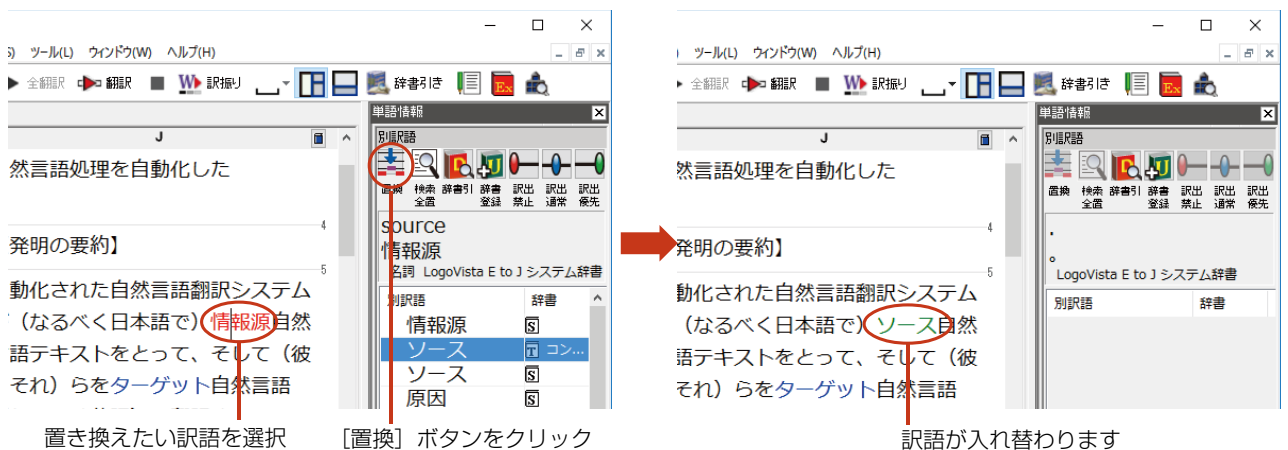 S) ツール(L) ウィンドウ(W) ヘルプ(H)
全翻訳 翻訳 訳振り 辞書引き Ex
単語情報
別訳語
J
置換 検索全置 辞書引 辞書登録 訳出禁止 訳出通常 訳出優先
然言語処理を自動化した
4
source
情報源
名詞 LogoVista E to J システム辞書
発明の要約】
5
別訳語 辞書
動化された自然言語翻訳システム
(なるべく日本語で)情報源自然
語テキストをとって、そして(彼
それ)らをターゲット自然言語
情報源 S
ソース T コン...
ソース S
原因 S
置き換えたい訳語を選択
[置換]ボタンをクリック
) ツール(L) ウィンドウ(W) ヘルプ(H)
全翻訳 翻訳 訳振り 辞書引き Ex
単語情報
別訳語
J
置換 検索全置 辞書引 辞書登録 訳出禁止 訳出通常 訳出優先
然言語処理を自動化した
4
.
。
LogoVista E to J システム辞書
発明の要約】
5
別訳語 辞書
動化された自然言語翻訳システム
(なるべく日本語で)ソース自然
語テキストをとって、そして(彼
それ)らをターゲット自然言語
訳語が入れ替わります